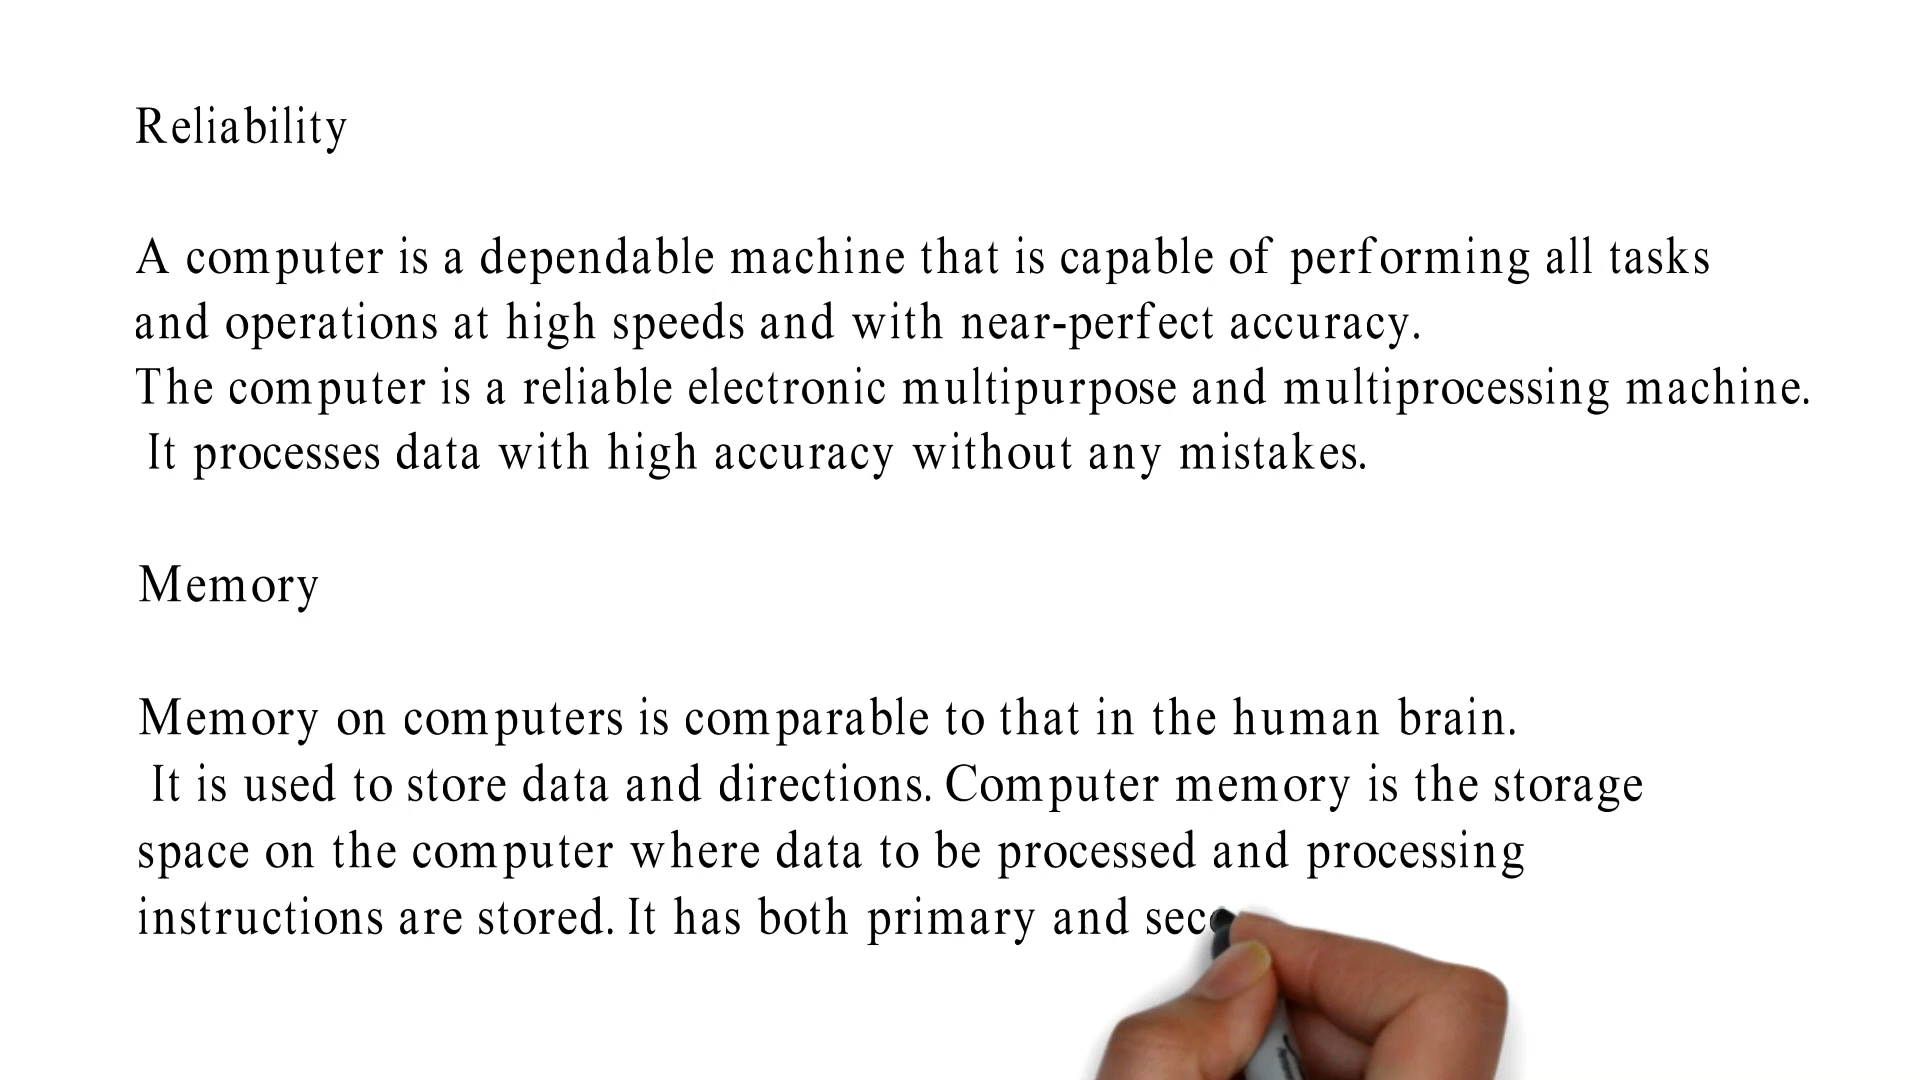 Reliability
A computer is a dependable machine that is capable of performing all tasks
and operations at high speeds and with near-perfect accuracy.
The computer is a reliable electronic multipurpose and multiprocessing machine.
It processes data with high accuracy without any mistakes.
Memory
Memory on computers is comparable to that in the human brain.
It is used to store data and directions. Computer memory is the storage
space on the computer where data to be processed and processing
instructions are stored. It has both primary and